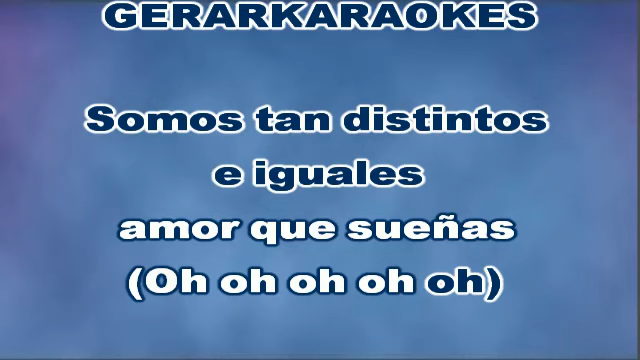 GERARKARAOKES
Somos tan distintos
e iguales
amor que sueñas
(Oh oh oh oh oh)